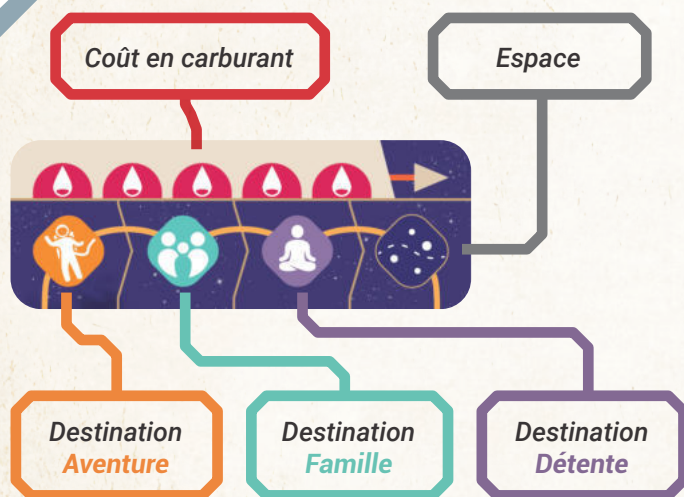 Coût en carburant
Espace
Destination
Aventure
Destination
Famille
Destination
Détente